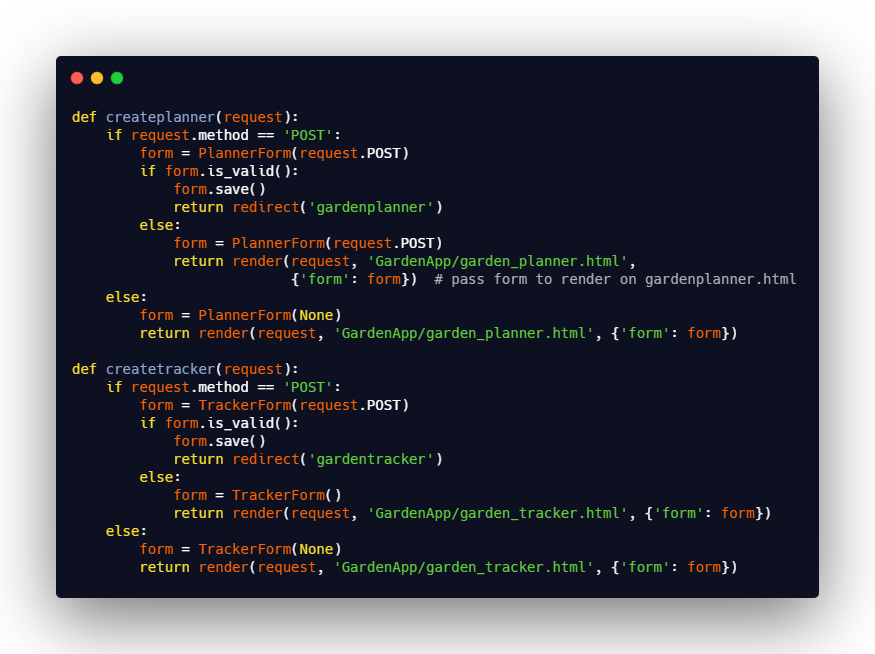 def createplanner(request):
    if request.method == 'POST':
        form = PlannerForm(request.POST)
        if form.is_valid():
            form.save()
            return redirect('gardenplanner')
        else:
            form = PlannerForm(request.POST)
            return render(request, 'GardenApp/garden_planner.html',
                          {'form': form})  # pass form to render on gardenplanner.html
    else:
        form = PlannerForm(None)
        return render(request, 'GardenApp/garden_planner.html', {'form': form})

def createtracker(request):
    if request.method == 'POST':
        form = TrackerForm(request.POST)
        if form.is_valid():
            form.save()
            return redirect('gardentracker')
        else:
            form = TrackerForm()
            return render(request, 'GardenApp/garden_tracker.html', {'form': form})
    else:
        form = TrackerForm(None)
        return render(request, 'GardenApp/garden_tracker.html', {'form': form})